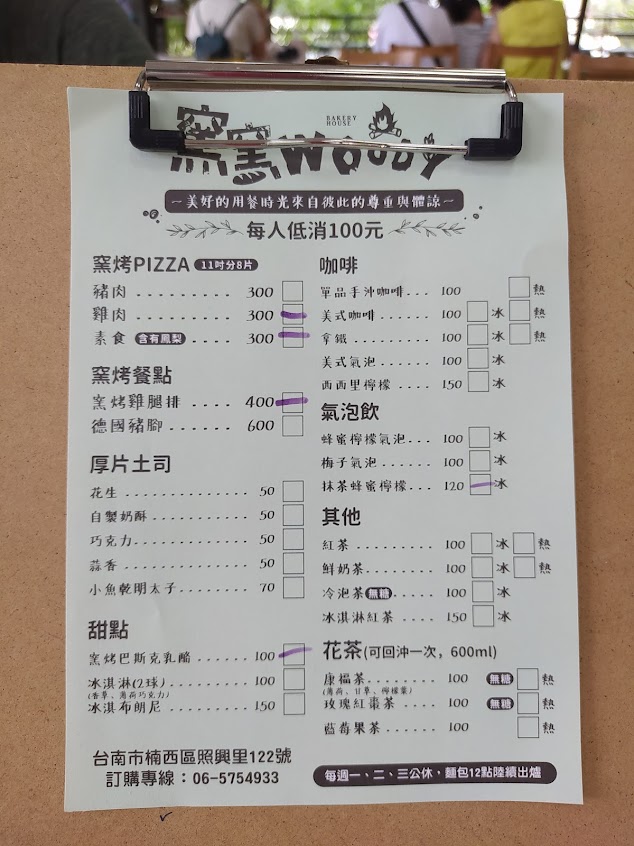 BAKERY
HOUSE
窯窯WOODY
~美好的用餐時光來自彼此的尊重與體諒~
每人低消100元
窯烤PIZZA 11吋分8片
豬肉 ......... 300
雞肉 ......... 300
素食 含有鳳梨 .... 300
窯烤餐點
窯烤雞腿排 .... 400
德國豬腳 ...... 600
厚片土司
花生 ............. 50
自製奶酥 ......... 50
巧克力 ........... 50
蒜香 ............. 50
小魚乾明太子 ...... 70
甜點
窯烤巴斯克乳酪 ...... 100
冰淇淋(2球) ........ 100
(香草、薄荷巧克力)
冰淇布朗尼 ........ 150
台南市楠西區照興里122號
訂購專線：06-5754933
咖啡
單品手沖咖啡... 100 熱
美式咖啡...... 100 冰 熱
拿鐵 ......... 100 冰 熱
美式氣泡 ...... 100 冰
西西里檸檬 .... 150 冰
氣泡飲
蜂蜜檸檬氣泡... 100 冰
梅子氣泡...... 100 冰
抹茶蜂蜜檸檬... 120 冰
其他
紅茶 ......... 100 冰 熱
鮮奶茶 ........ 100 冰 熱
冷泡茶 無糖 ..... 100 冰
冰淇淋紅茶 .... 150 冰
花茶(可回沖一次，600ml)
康福茶 ....... 100 無糖 熱
(薄荷、甘草、檸檬葉)
玫瑰紅棗茶 .... 100 無糖 熱
藍莓果茶 ...... 100 熱
每週一、二、三公休，麵包12點陸續出爐